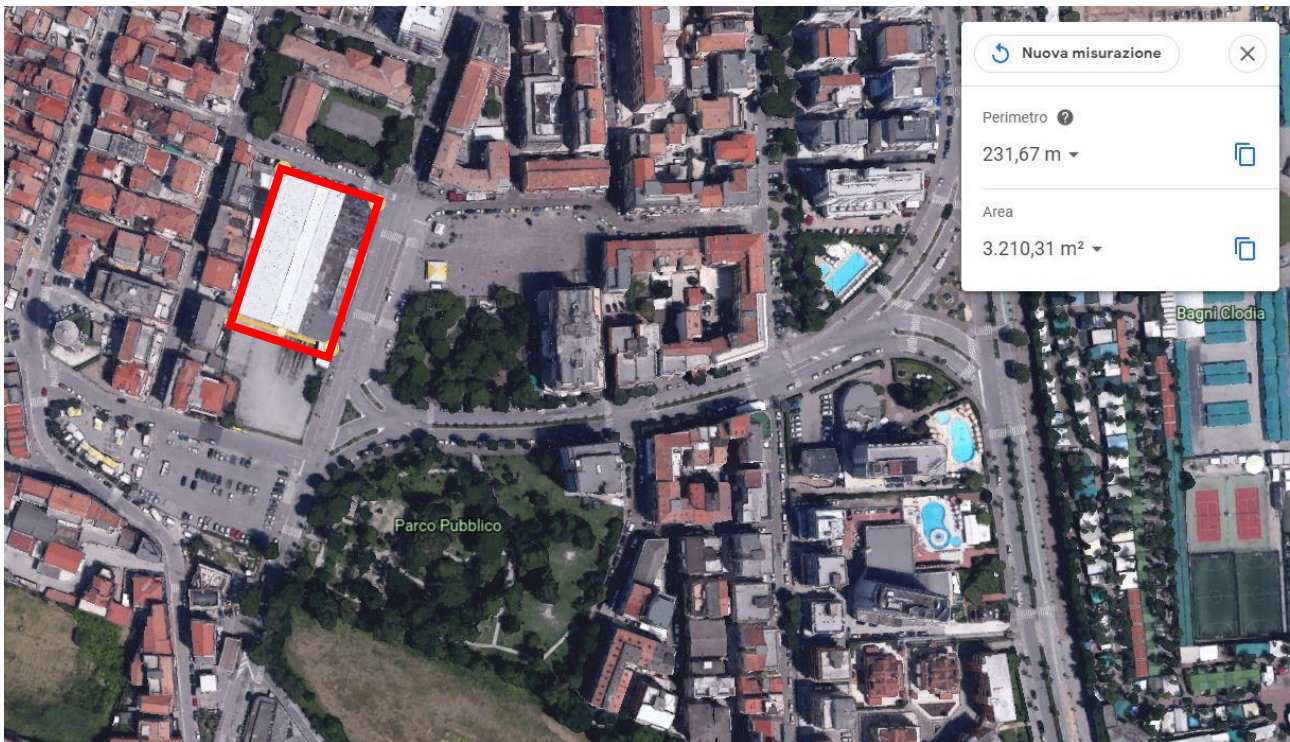 Nuova misurazione
Perimetro
231,67 m
Area
3.210,31 m²
Bagni Clodia
Parco Pubblico